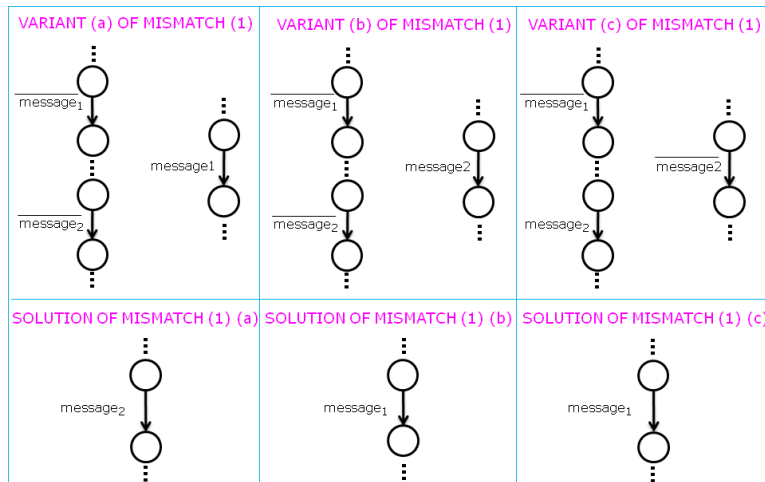 VARIANT (a) OF MISMATCH (1)
message₁
message1
message₂
VARIANT (b) OF MISMATCH (1)
message₁
message2
message₂
VARIANT (c) OF MISMATCH (1)
message₁
message2
message₂
SOLUTION OF MISMATCH (1) (a)
message₂
SOLUTION OF MISMATCH (1) (b)
message₁
SOLUTION OF MISMATCH (1) (c)
message₁